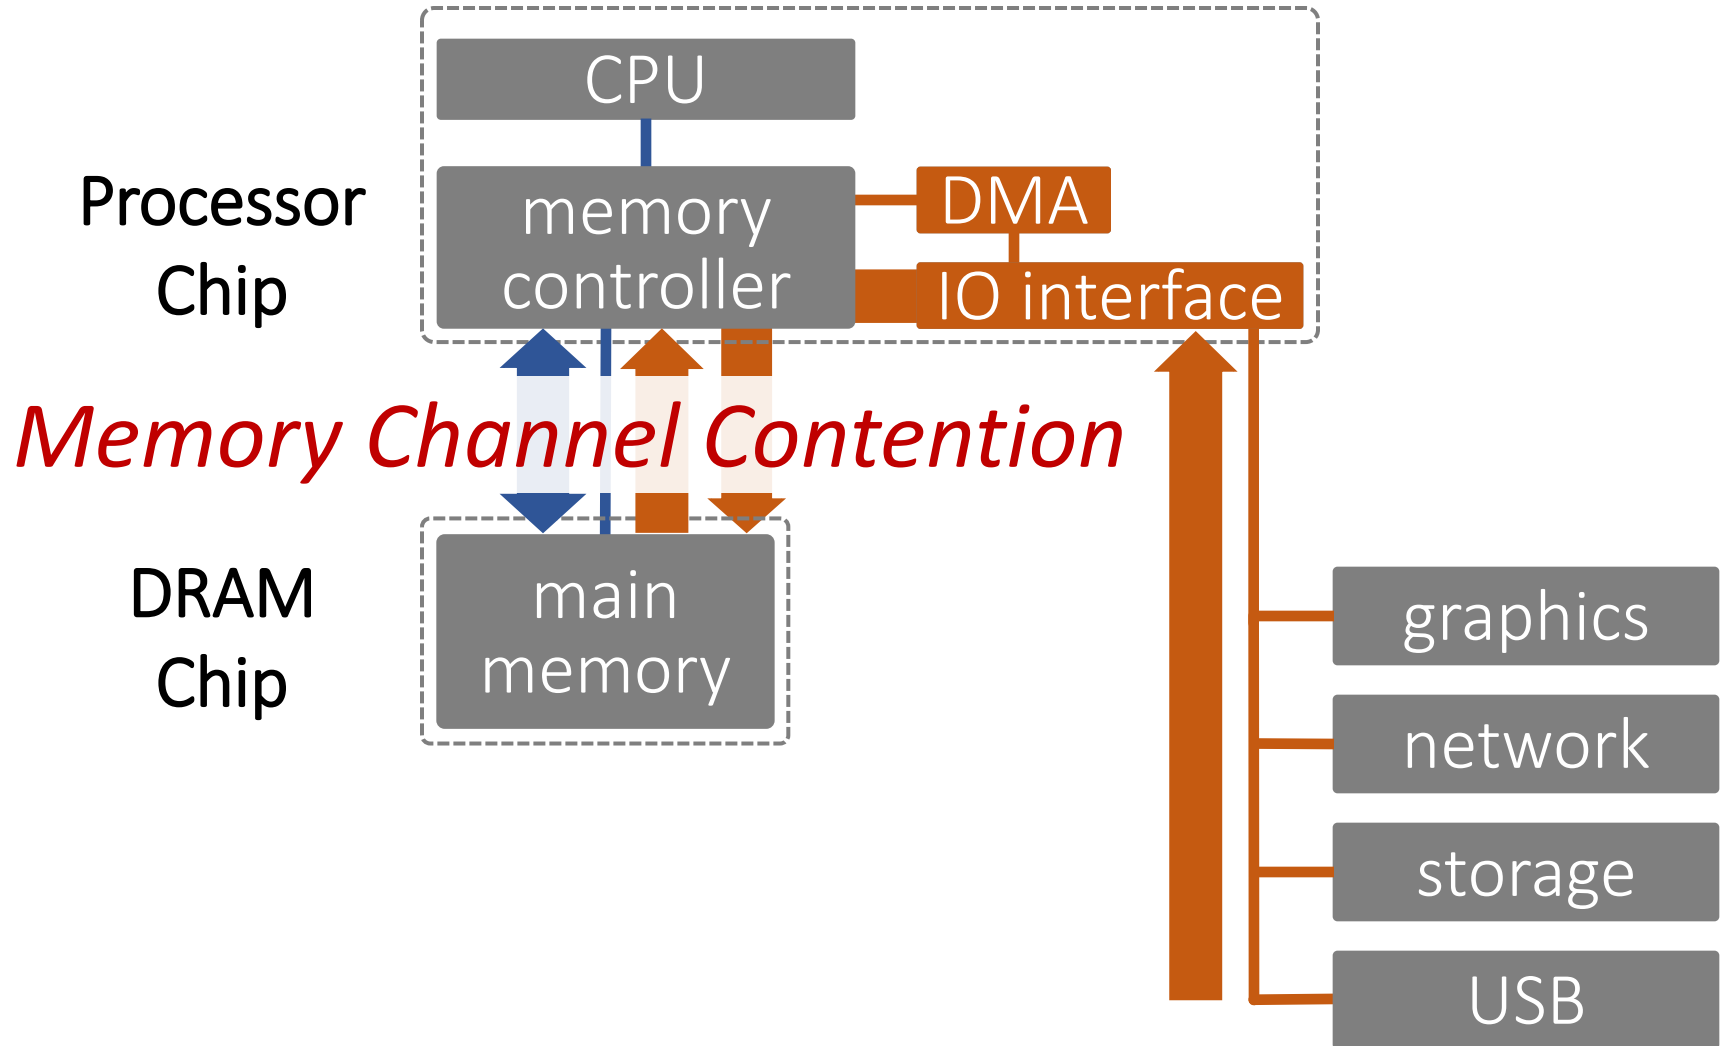 CPU
Processor
Chip
memory
controller
DMA
IO interface
Memory Channel Contention
DRAM
Chip
main
memory
graphics
network
storage
USB